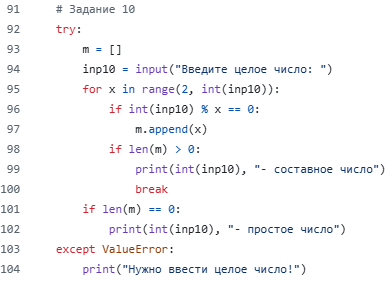 91 # Задание 10
92 try:
93 m = []
94 inp10 = input("Введите целое число: ")
95 for x in range(2, int(inp10)):
96 if int(inp10) % x == 0:
97 m.append(x)
98 if len(m) > 0:
99 print(int(inp10), "- составное число")
100 break
101 if len(m) == 0:
102 print(int(inp10), "- простое число")
103 except ValueError:
104 print("Нужно ввести целое число!")